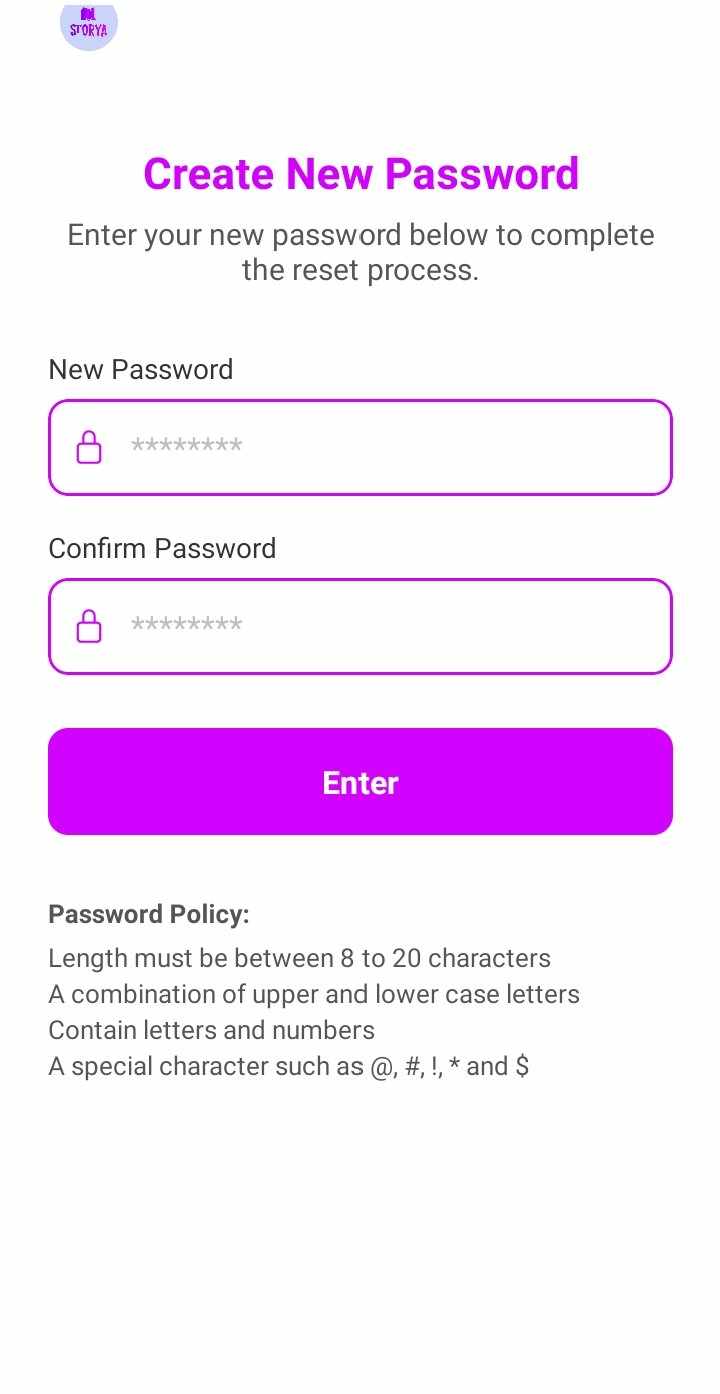 STORYA
Create New Password
Enter your new password below to complete
the reset process.
New Password
********
Confirm Password
********
Enter
Password Policy:
Length must be between 8 to 20 characters
A combination of upper and lower case letters
Contain letters and numbers
A special character such as @, #, !, * and $